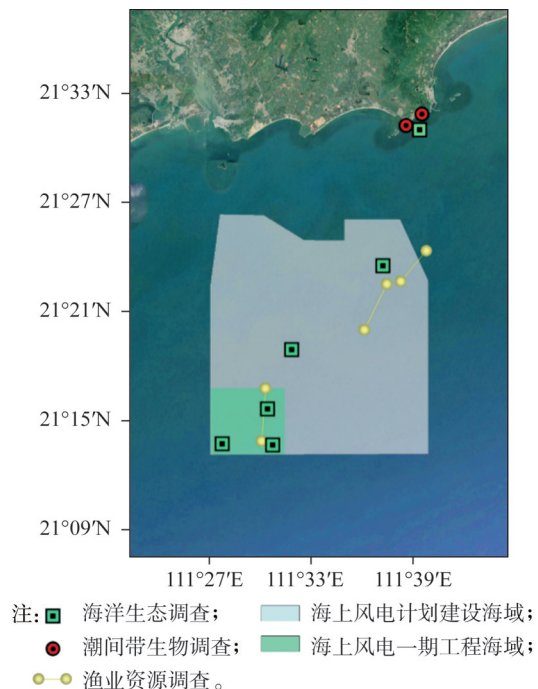 21°33′N
21°27′N
21°21′N
21°15′N
21°09′N
111°27′E 111°33′E 111°39′E
注: 海洋生态调查; 海上风电计划建设海域;
潮间带生物调查; 海上风电一期工程海域;
渔业资源调查。